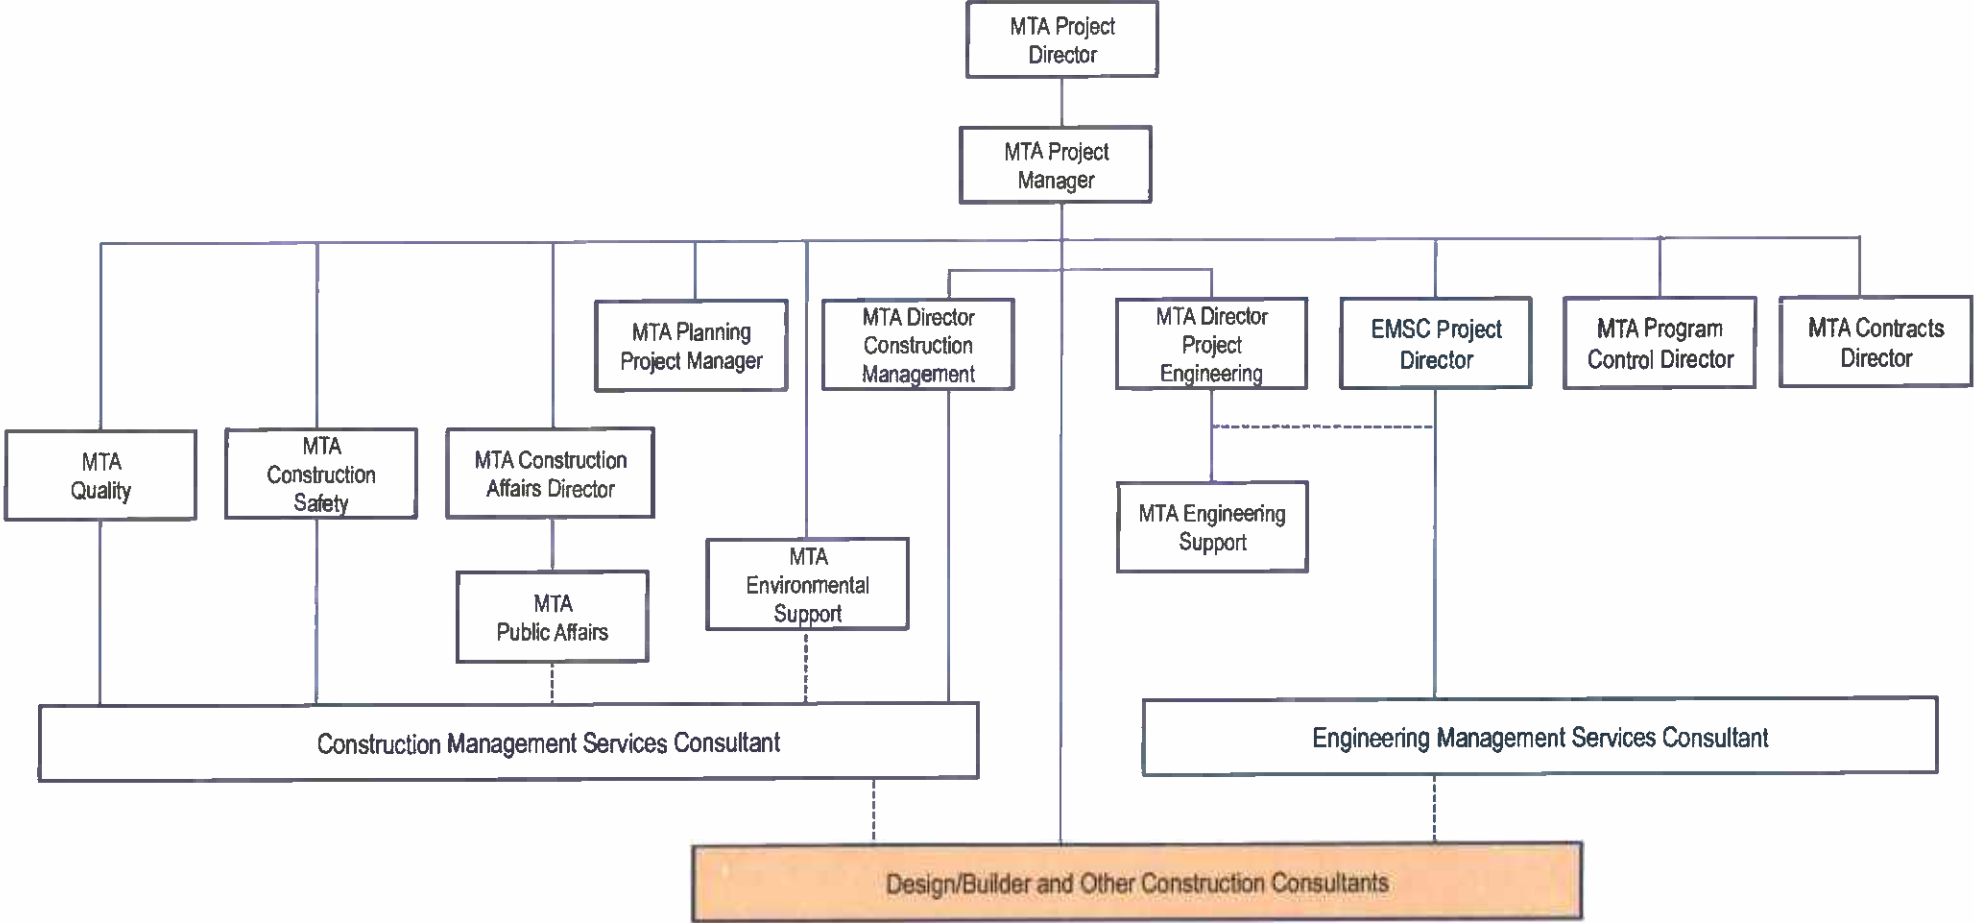 MTA Project
Director
MTA Project
Manager
MTA Planning
Project Manager
MTA Director
Construction
Management
MTA Director
Project
Engineering
EMSC Project
Director
MTA Program
Control Director
MTA Contracts
Director
MTA
Quality
MTA
Construction
Safety
MTA Construction
Affairs Director
MTA Engineering
Support
MTA
Environmental
Support
MTA
Public Affairs
Construction Management Services Consultant
Engineering Management Services Consultant
Design/Builder and Other Construction Consultants